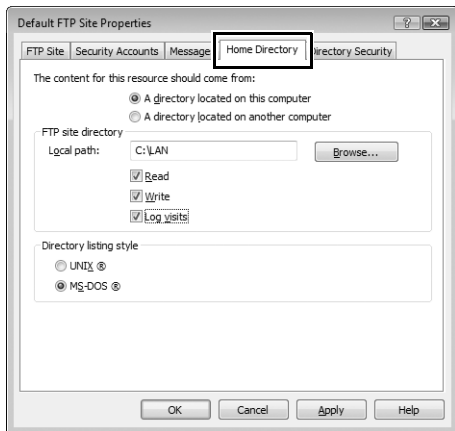 Default FTP Site Properties
FTP Site Security Accounts Message Home Directory Directory Security
The content for this resource should come from:
A directory located on this computer
A directory located on another computer
FTP site directory
Local path: C:\LAN Browse...
Read
Write
Log visits
Directory listing style
UNIX ®
MS-DOS ®
OK Cancel Apply Help